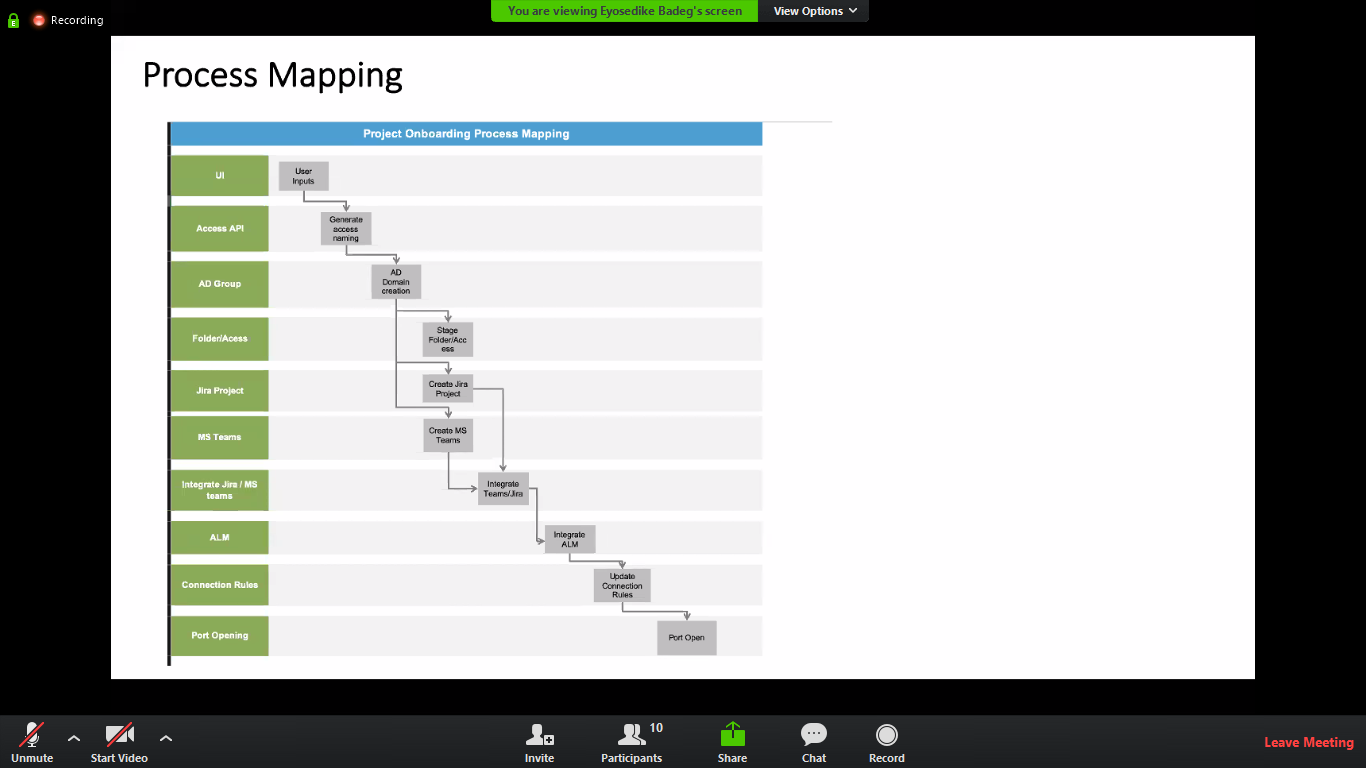 Recording
You are viewing Eyosedike Badeg's screen
View Options
Process Mapping
Project Onboarding Process Mapping
UI
User
Inputs
Access API
Generate
access
naming
AD Group
AD
Domain
creation
Folder/Acess
Stage
Folder/Acc
ess
Jira Project
Create Jira
Project
MS Teams
Create MS
Teams
Integrate Jira / MS
teams
Integrate
Teams/Jira
ALM
Integrate
ALM
Connection Rules
Update
Connection
Rules
Port Opening
Port Open
Unmute
Start Video
Invite
Participants
10
Share
Chat
Record
Leave Meeting